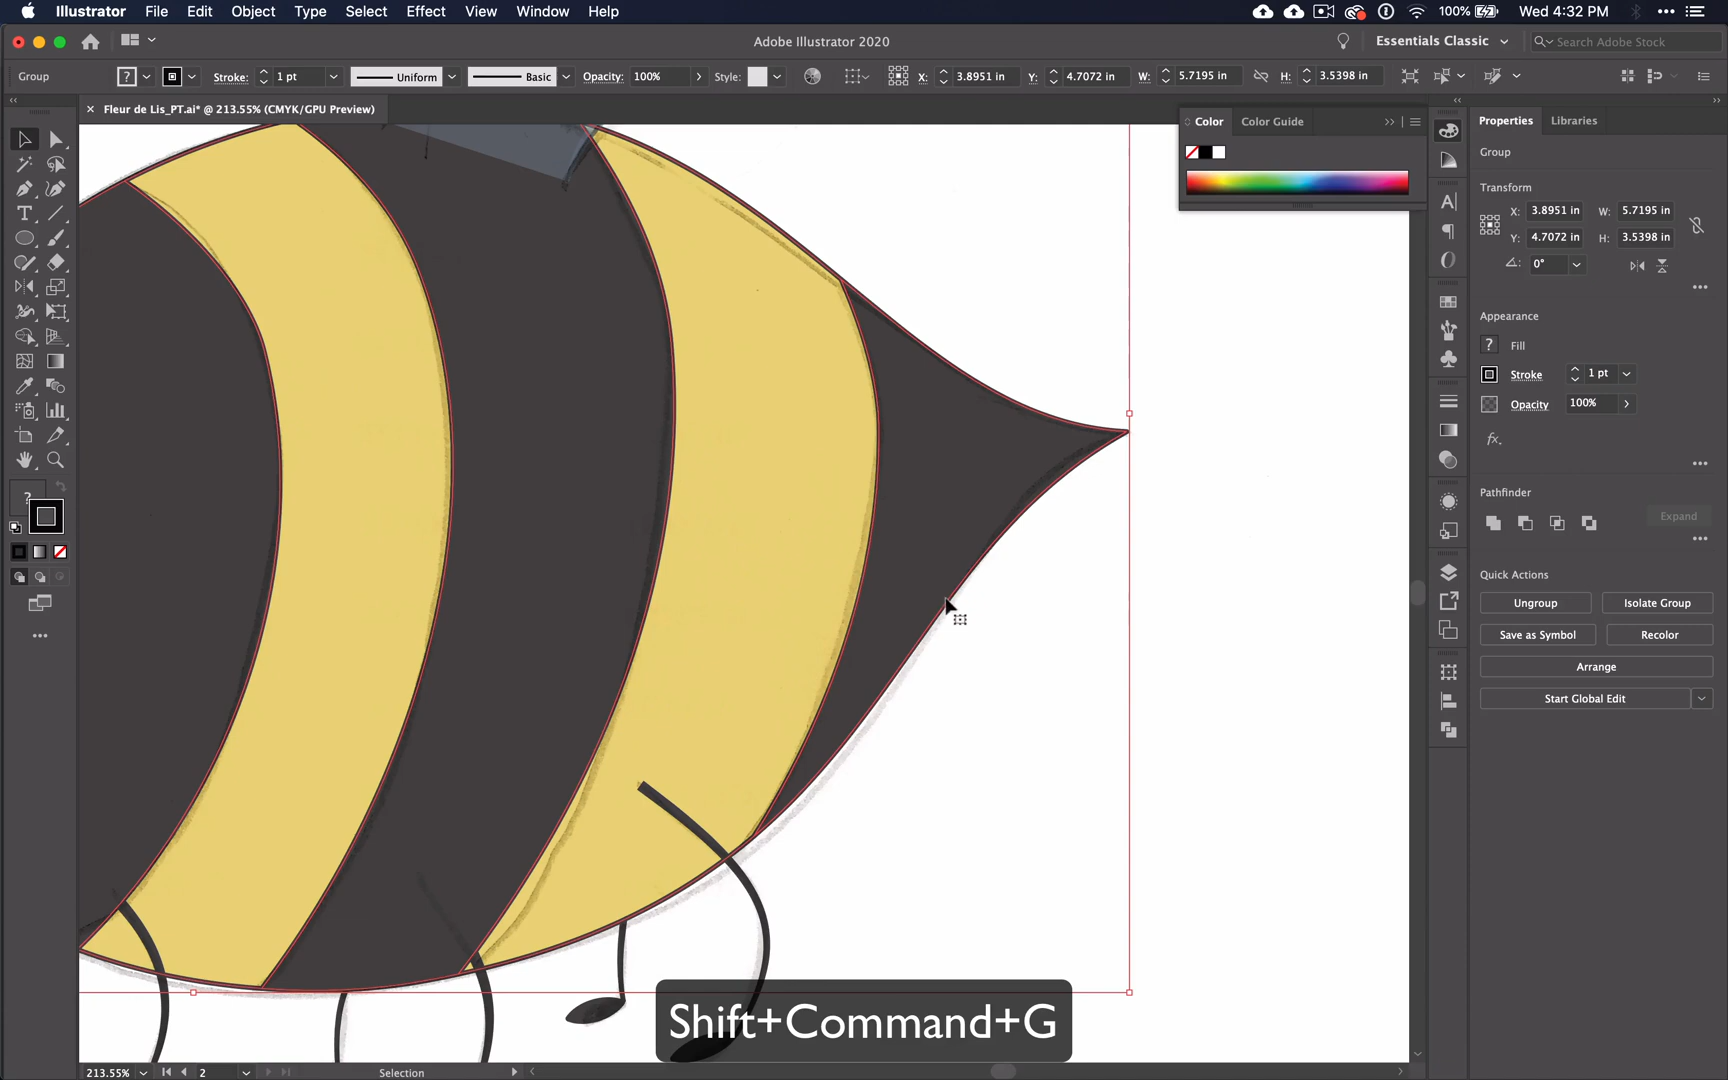 Illustrator File Edit Object Type Select Effect View Window Help 100% Wed 4:32 PM
Adobe Illustrator 2020 Essentials Classic Search Adobe Stock
Group ? Stroke: 1 pt Uniform Basic Opacity: 100% Style: X: 3.8951 in Y: 4.7072 in W: 5.7195 in H: 3.5398 in
× Fleur de Lis_PT.ai* @ 213.55% (CMYK/GPU Preview)
Color Color Guide
Properties Libraries
Group
Transform
X: 3.8951 in W: 5.7195 in
Y: 4.7072 in H: 3.5398 in
0°
Appearance
? Fill
Stroke 1 pt
Opacity 100%
fx.
Pathfinder
Expand
Quick Actions
Ungroup Isolate Group
Save as Symbol Recolor
Arrange
Start Global Edit
Shift+Command+G
213.55% 2 Selection